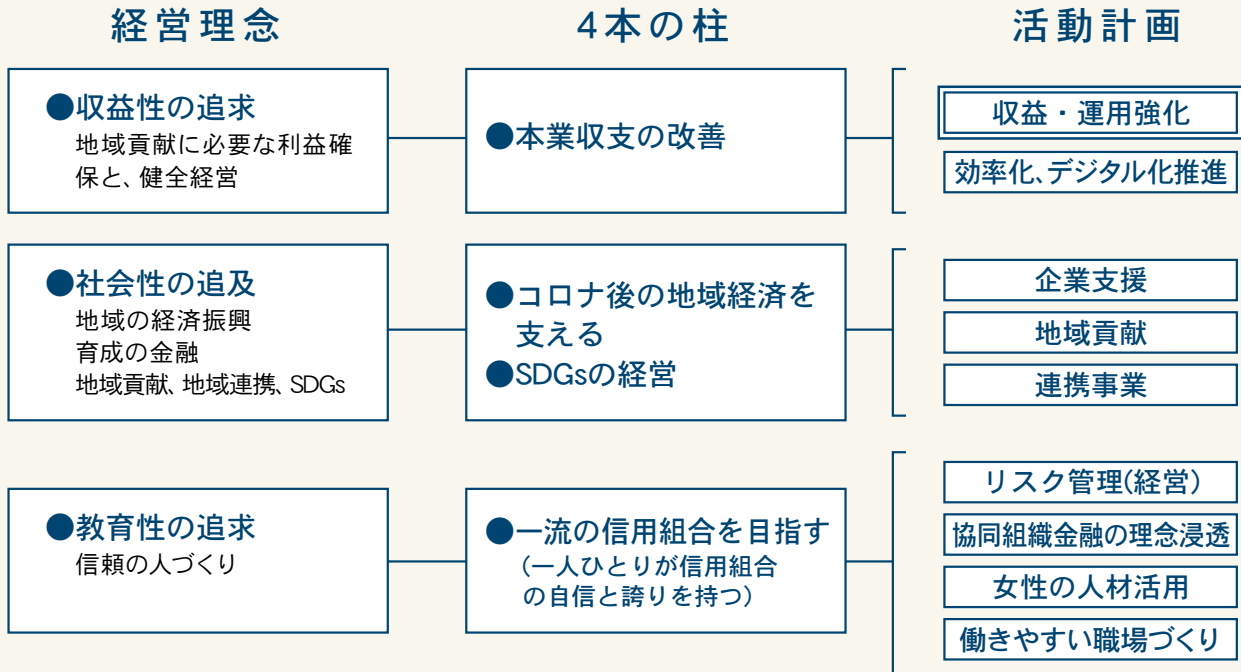 経営理念
4本の柱
活動計画
●収益性の追求
地域貢献に必要な利益確
保と、健全経営
●本業収支の改善
収益・運用強化
効率化、デジタル化推進
●社会性の追及
地域の経済振興
育成の金融
地域貢献、地域連携、SDGs
●コロナ後の地域経済を
支える
●SDGsの経営
企業支援
地域貢献
連携事業
●教育性の追求
信頼の人づくり
●一流の信用組合を目指す
(一人ひとりが信用組合
の自信と誇りを持つ)
リスク管理(経営)
協同組織金融の理念浸透
女性の人材活用
働きやすい職場づくり